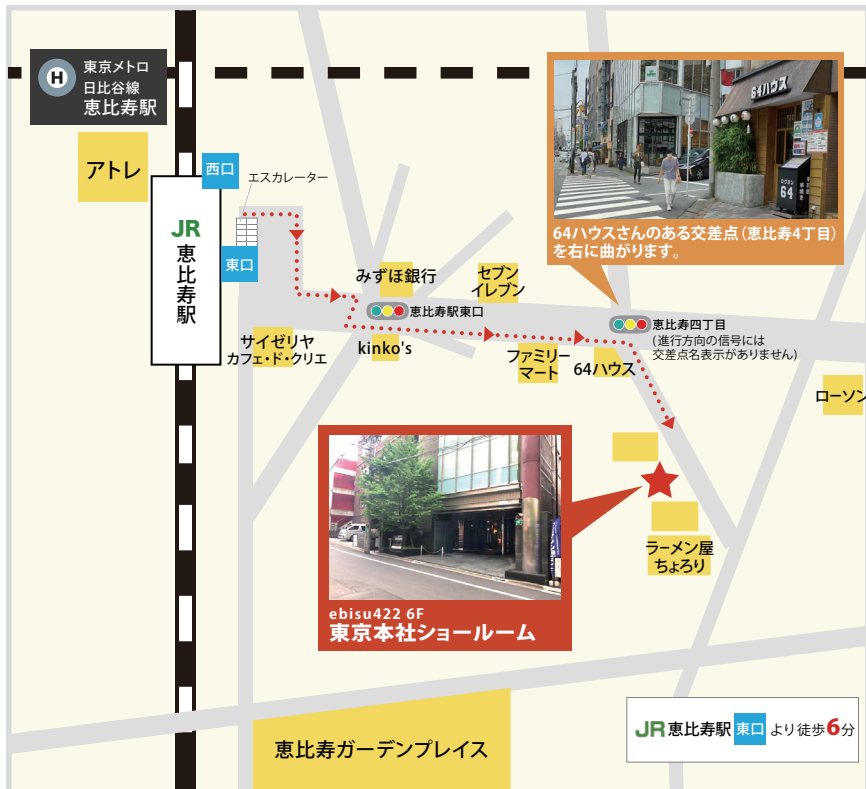 東京メトロ
日比谷線
恵比寿駅
H
アトレ
西口
エスカレーター
JR
恵比寿駅
東口
64ハウス
ロクヨン
64
64ハウスさんのある交差点(恵比寿4丁目)
を右に曲がります。
みずほ銀行
セブン
イレブン
恵比寿駅東口
恵比寿四丁目
(進行方向の信号には
交差点名表示がありません)
サイゼリヤ
カフェ・ド・クリエ
kinko's
ファミリー
マート
64ハウス
ローソン
ラーメン屋
ちょろり
ebisu422 6F
東京本社ショールーム
恵比寿ガーデンプレイス
JR恵比寿駅 東口 より徒歩6分